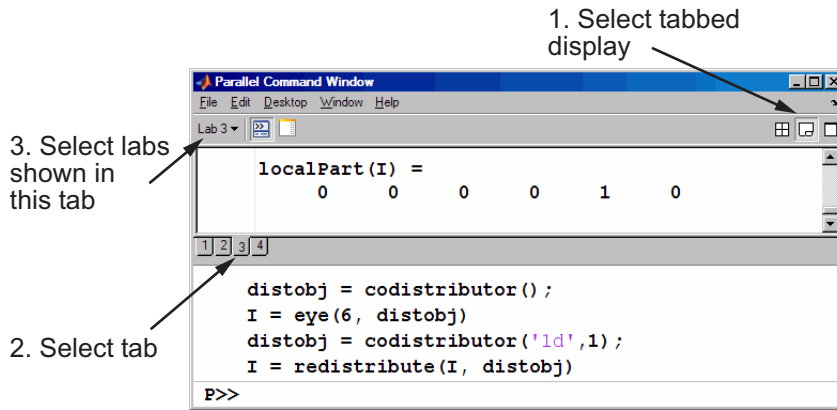 1. Select tabbed
display
Parallel Command Window
File Edit Desktop Window Help
Lab 3
3. Select labs
shown in
this tab
localPart(I) =
0 0 0 0 1 0
1 2 3 4
distobj = codistributor();
I = eye(6, distobj)
distobj = codistributor('1d',1);
I = redistribute(I, distobj)
2. Select tab
P>>